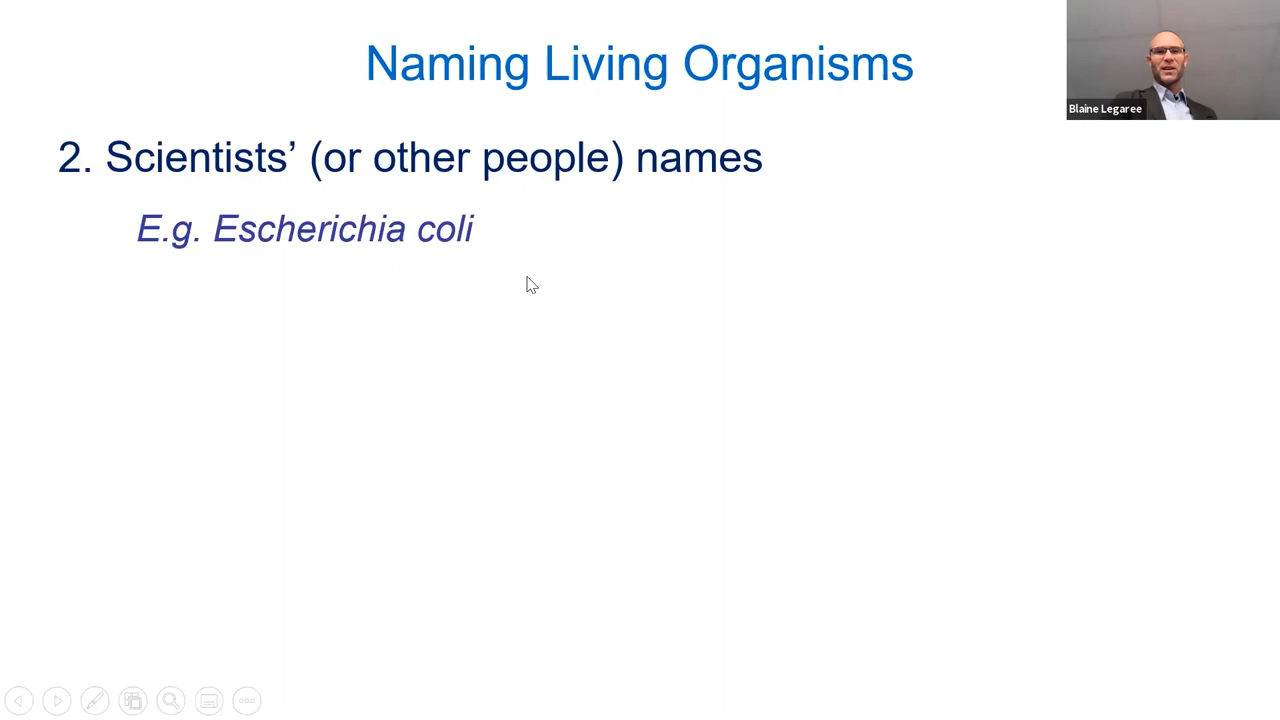 Naming Living Organisms
Blaine Legaree
2. Scientists’ (or other people) names
E.g. Escherichia coli